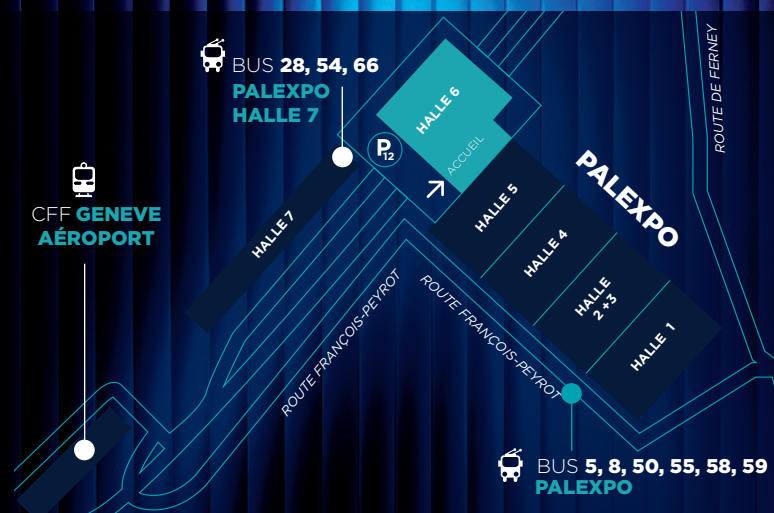 BUS 28, 54, 66
PALEXPO
HALLE 7
CFF GENEVE
AÉROPORT
P12
HALLE 6
ACCUEIL
PALEXPO
ROUTE DE FERNEY
HALLE 7
HALLE 5
HALLE 4
HALLE
2+3
HALLE 1
ROUTE FRANÇOIS-PEYROT
ROUTE FRANÇOIS-PEYROT
BUS 5, 8, 50, 55, 58, 59
PALEXPO